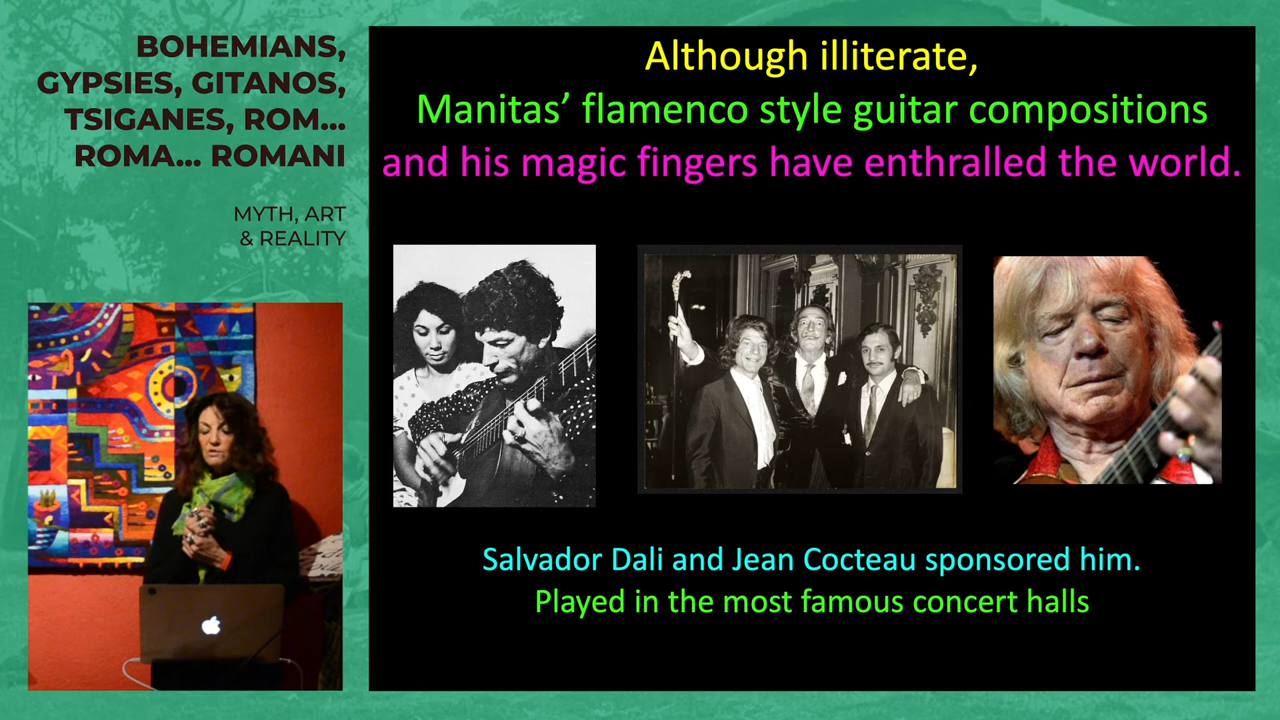 BOHEMIANS,
GYPSIES, GITANOS,
TSIGANES, ROM...
ROMA... ROMANI
MYTH, ART
& REALITY
Although illiterate,
Manitas’ flamenco style guitar compositions
and his magic fingers have enthralled the world.
Salvador Dali and Jean Cocteau sponsored him.
Played in the most famous concert halls